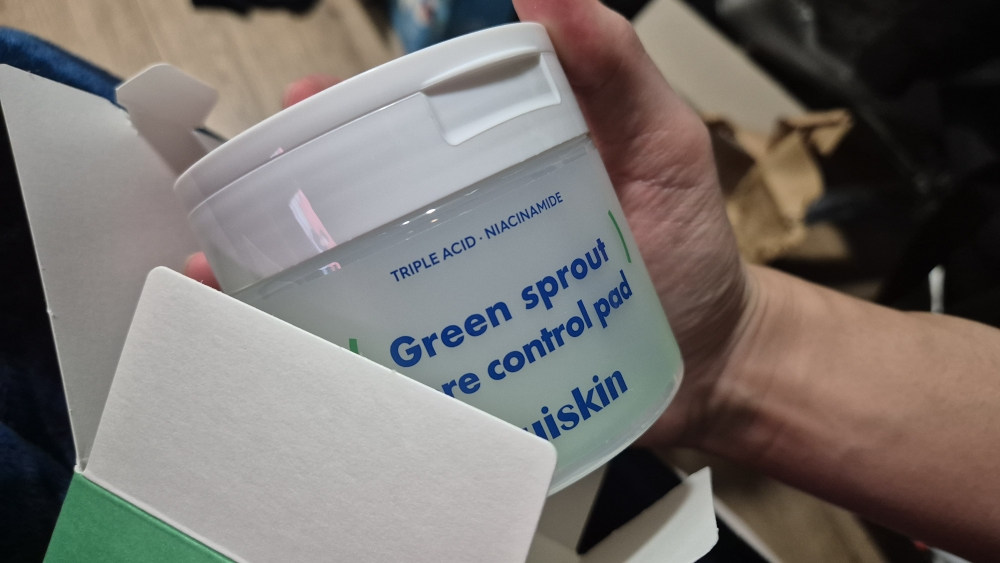 TRIPLE ACID · NIACINAMIDE
Green sprout
re control pad
uiskin